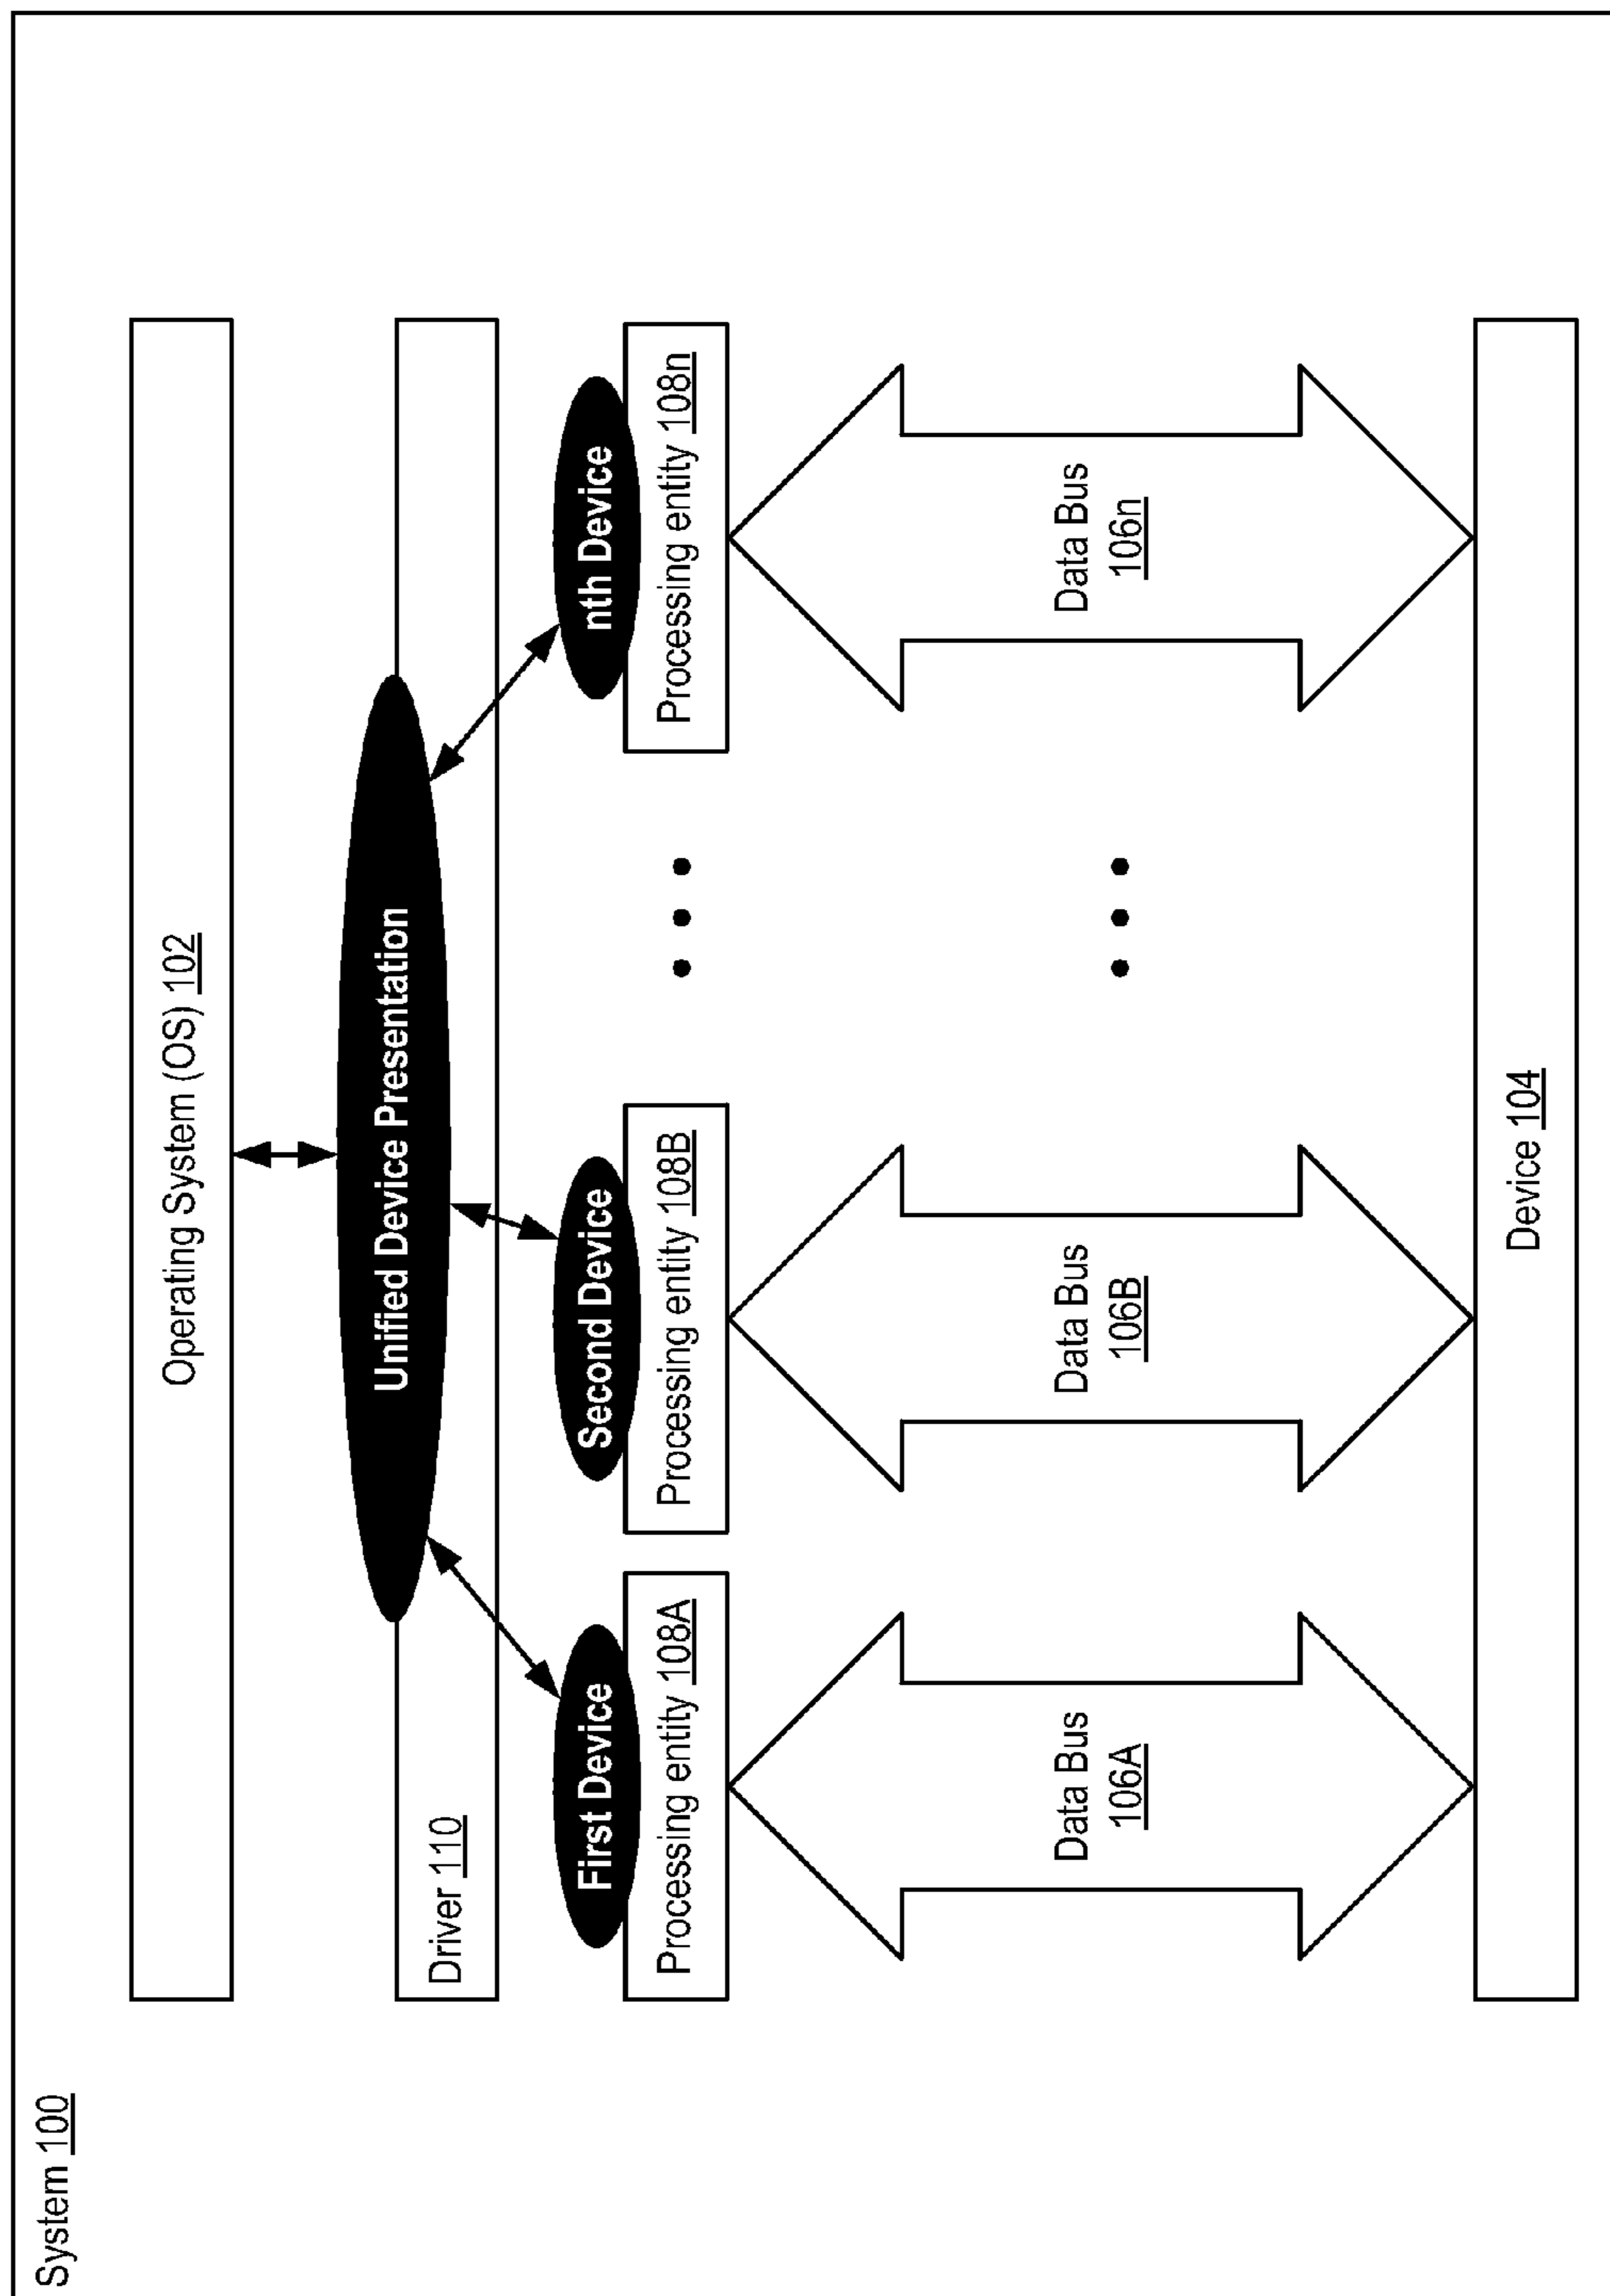 System 100
Operating System (OS) 102
Unified Device Presentation
Driver 110
First Device
Second Device
nth Device
Processing entity 108A
Processing entity 108B
Processing entity 108n
Data Bus
106A
Data Bus
106B
Data Bus
106n
Device 104